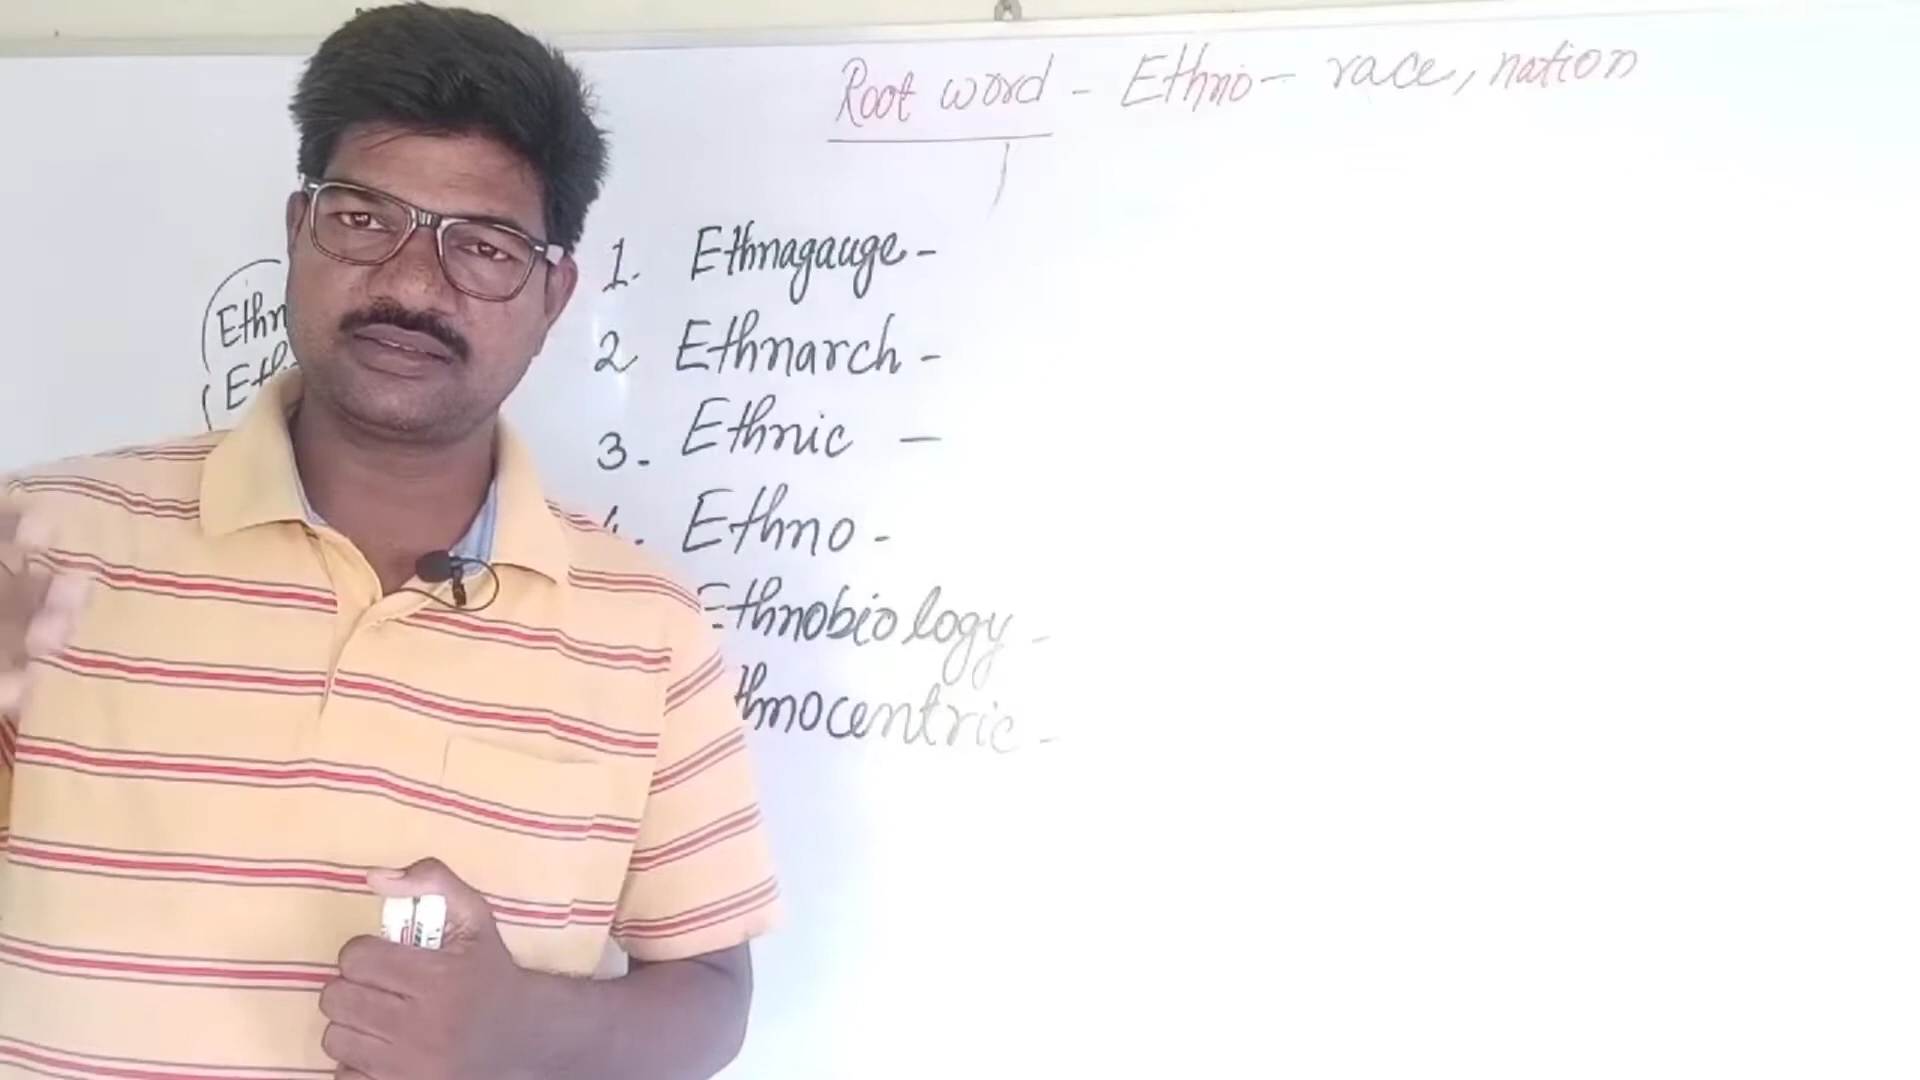 Root word - Ethno - race, nation
1. Ethnagauge -
2 Ethnarch -
3. Ethnic -
4. Ethno -
Ethnobiology -
thnocentric -
Ethn
Eth